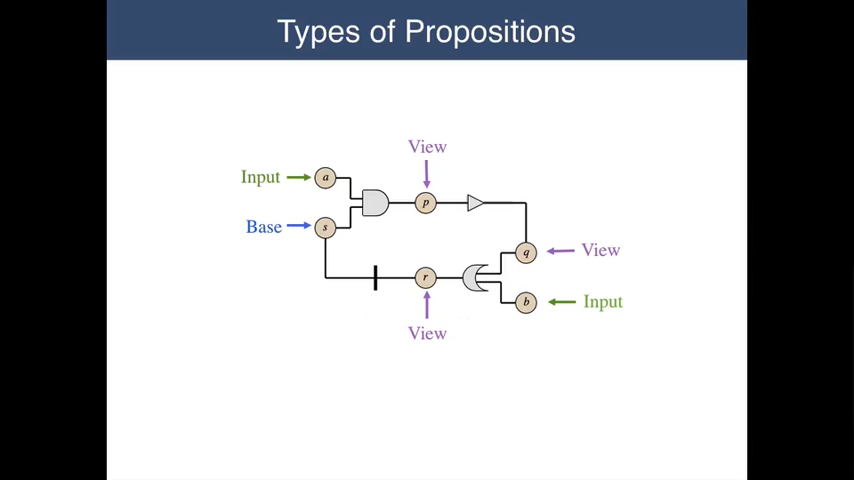 Types of Propositions
View
Input
a
p
Base
s
q
View
r
b
Input
View